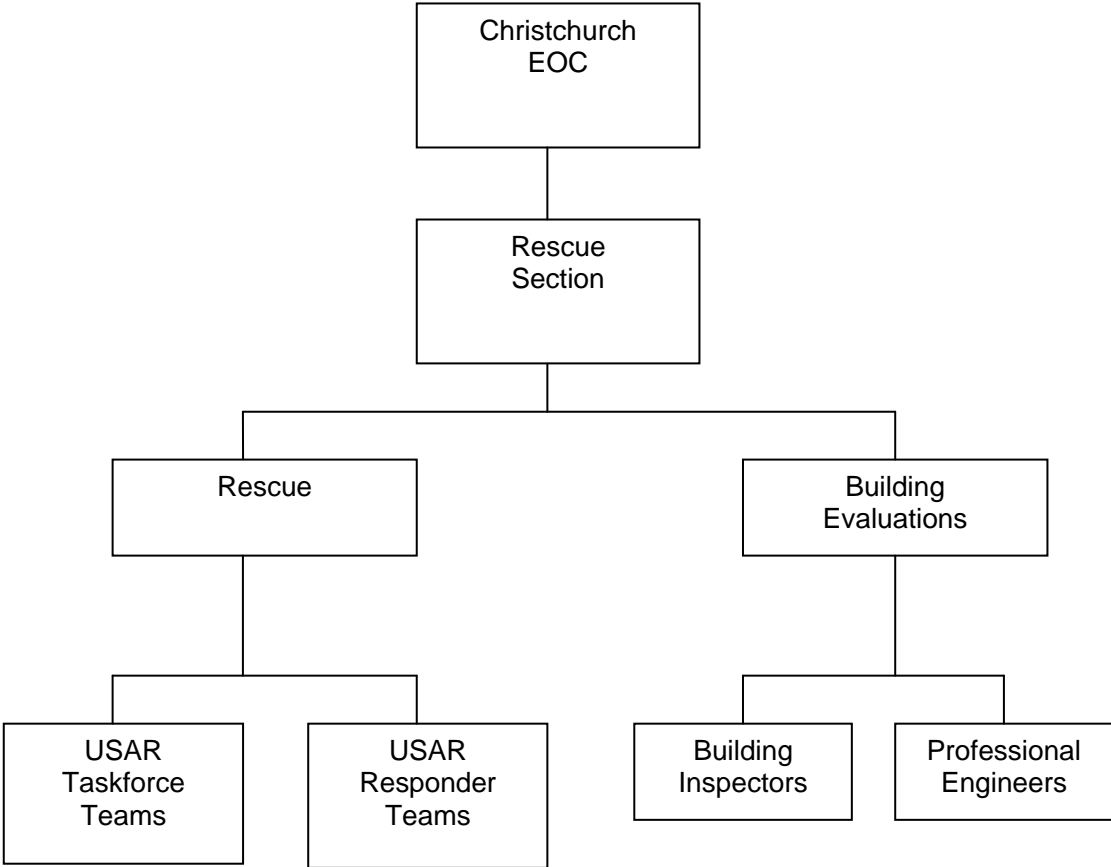 Christchurch
EOC
Rescue
Section
Rescue
Building
Evaluations
USAR
Taskforce
Teams
USAR
Responder
Teams
Building
Inspectors
Professional
Engineers